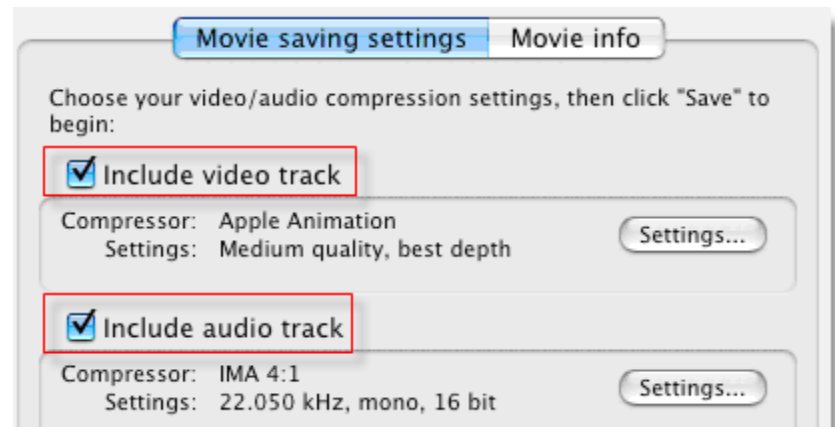 Movie saving settings Movie info
Choose your video/audio compression settings, then click "Save" to
begin:
Include video track
Compressor: Apple Animation
Settings...
Settings: Medium quality, best depth
Include audio track
Compressor: IMA 4:1
Settings...
Settings: 22.050 kHz, mono, 16 bit